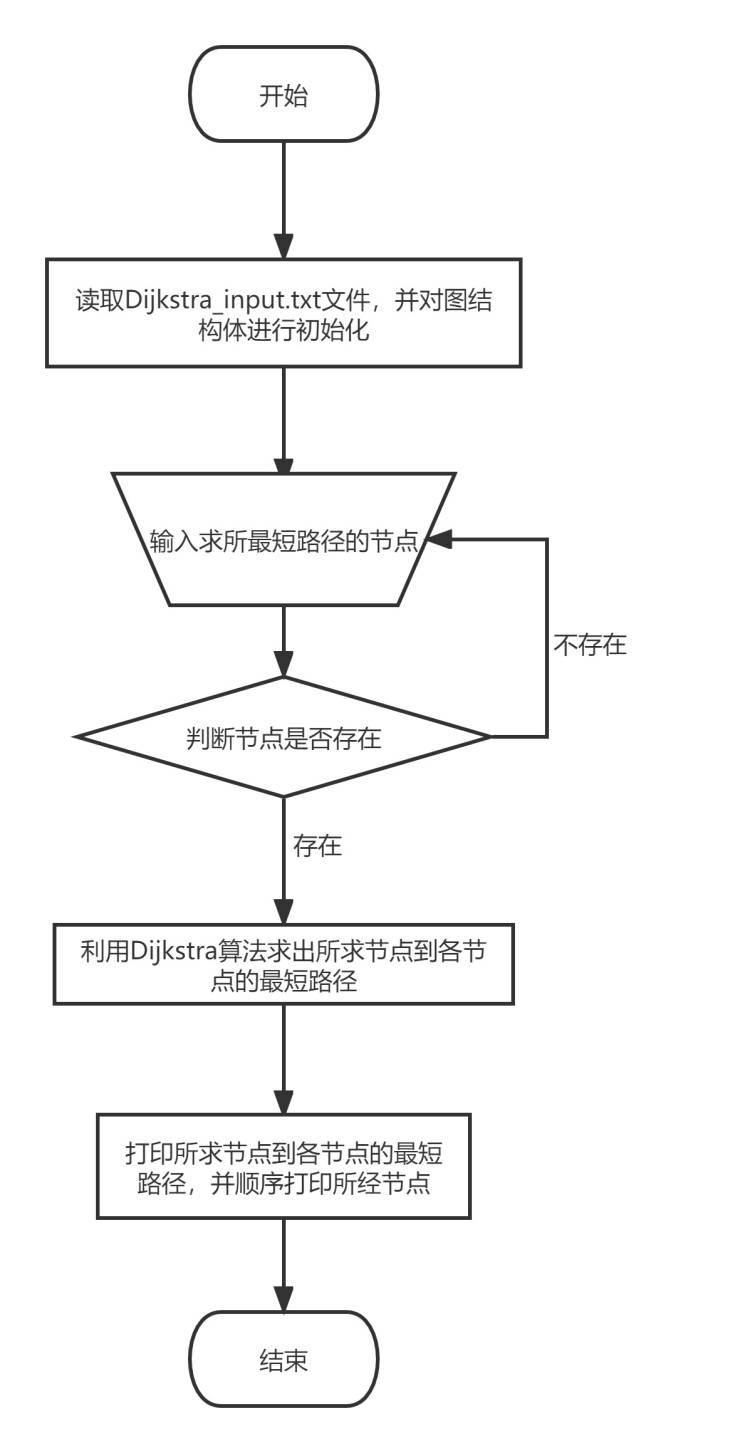 开始
读取Dijkstra_input.txt文件，并对图结
构体进行初始化
输入求所最短路径的节点
不存在
判断节点是否存在
存在
利用Dijkstra算法求出所求节点到各节
点的最短路径
打印所求节点到各节点的最短
路径，并顺序打印所经节点
结束